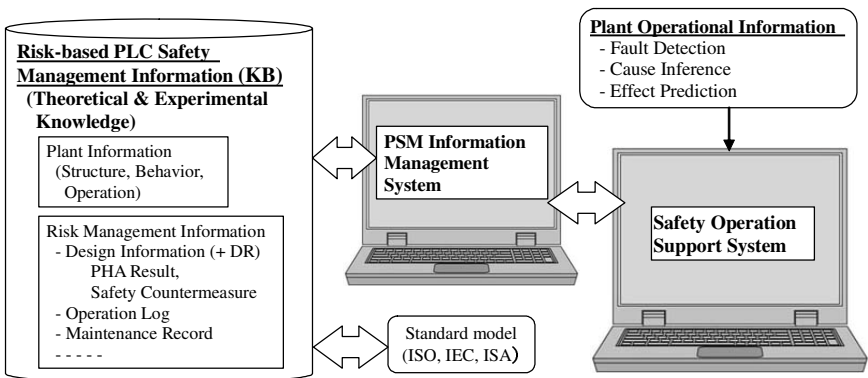 Risk-based PLC Safety
Management Information (KB)
(Theoretical & Experimental
Knowledge)
Plant Information
(Structure, Behavior,
Operation)
Risk Management Information
- Design Information (+ DR)
PHA Result,
Safety Countermeasure
- Operation Log
- Maintenance Record
- - - - -
PSM Information
Management
System
Standard model
(ISO, IEC, ISA)
Plant Operational Information
- Fault Detection
- Cause Inference
- Effect Prediction
Safety Operation
Support System